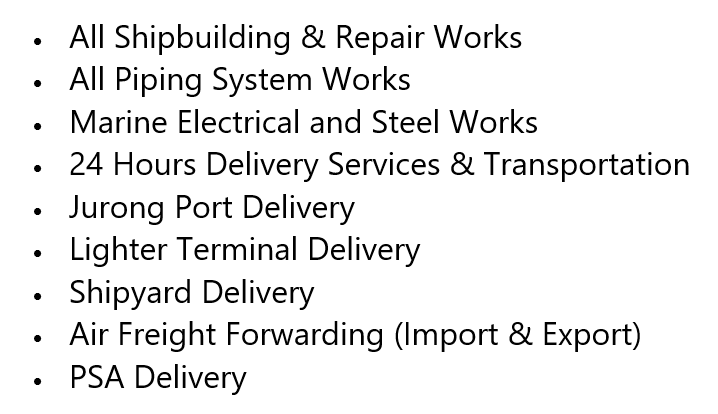 • All Shipbuilding & Repair Works
• All Piping System Works
• Marine Electrical and Steel Works
• 24 Hours Delivery Services & Transportation
• Jurong Port Delivery
• Lighter Terminal Delivery
• Shipyard Delivery
• Air Freight Forwarding (Import & Export)
• PSA Delivery